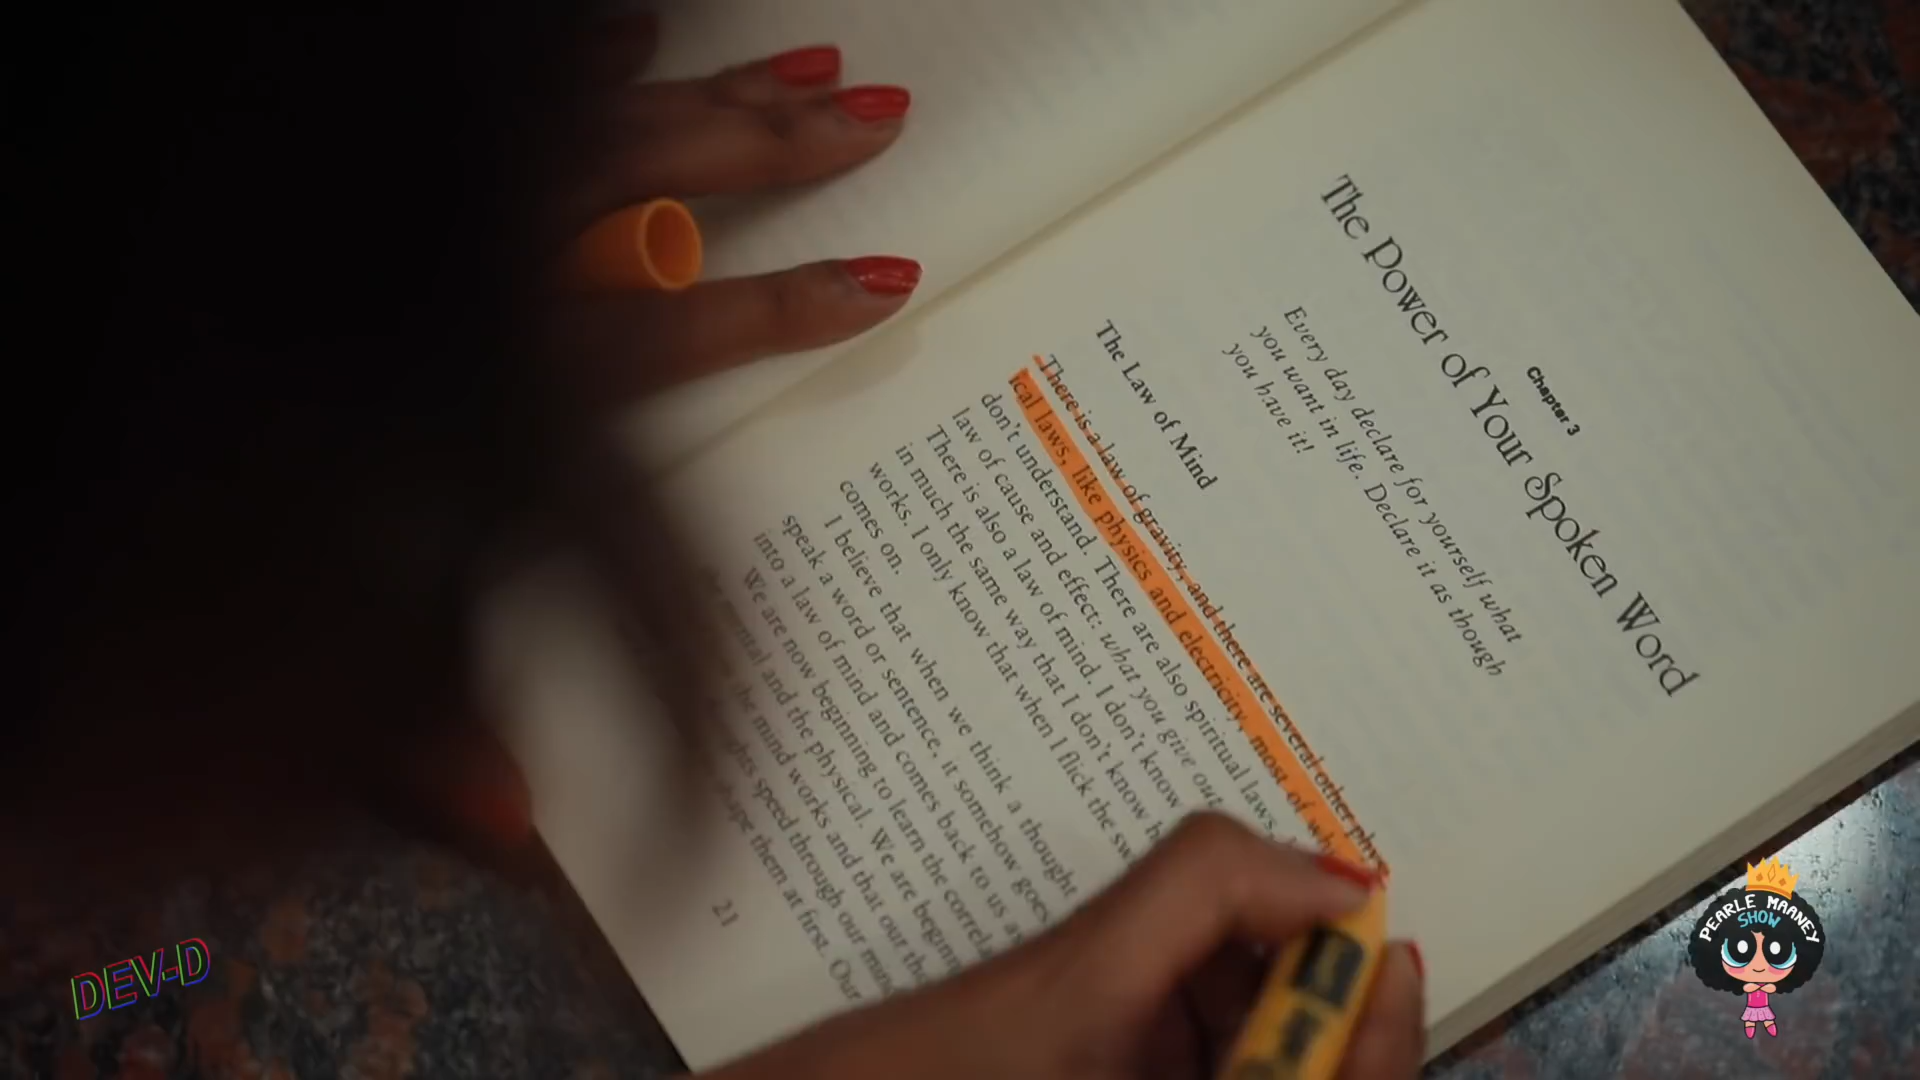 Chapter 3
The Power of Your Spoken Word
Every day declare for yourself what
you want in life. Declare it as though
you have it!
The Law of Mind
There is a law of gravity, and there are several other phys-
ical laws, like physics and electricity, most of
don't understand. There are also spiritual laws,
law of cause and effect: what you give out
There is also a law of mind. I don't know
in much the same way that I don't know
works. I only know that when I flick the
comes on.
I believe that when we think a thought
speak a word or sentence, it somehow goes
into a law of mind and comes back to us
We are now beginning to learn the
mental and the physical. We are
the mind works and that our
speed through our
shape them at first. Our
21
DEV-D
PEARLE MAANEY
SHOW